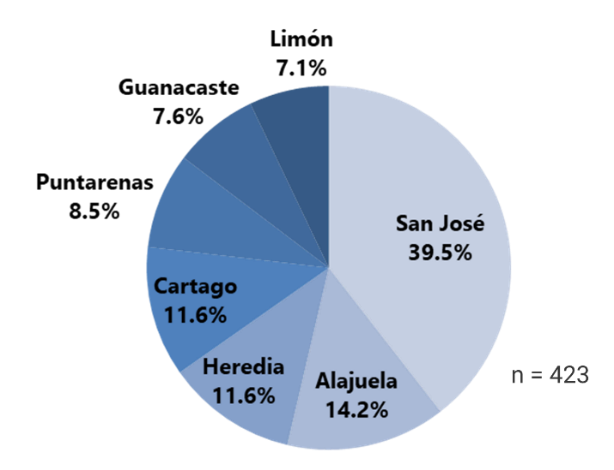 Limón
7.1%
Guanacaste
7.6%
Puntarenas
8.5%
San José
39.5%
Cartago
11.6%
Heredia
11.6%
Alajuela
14.2%
n = 423